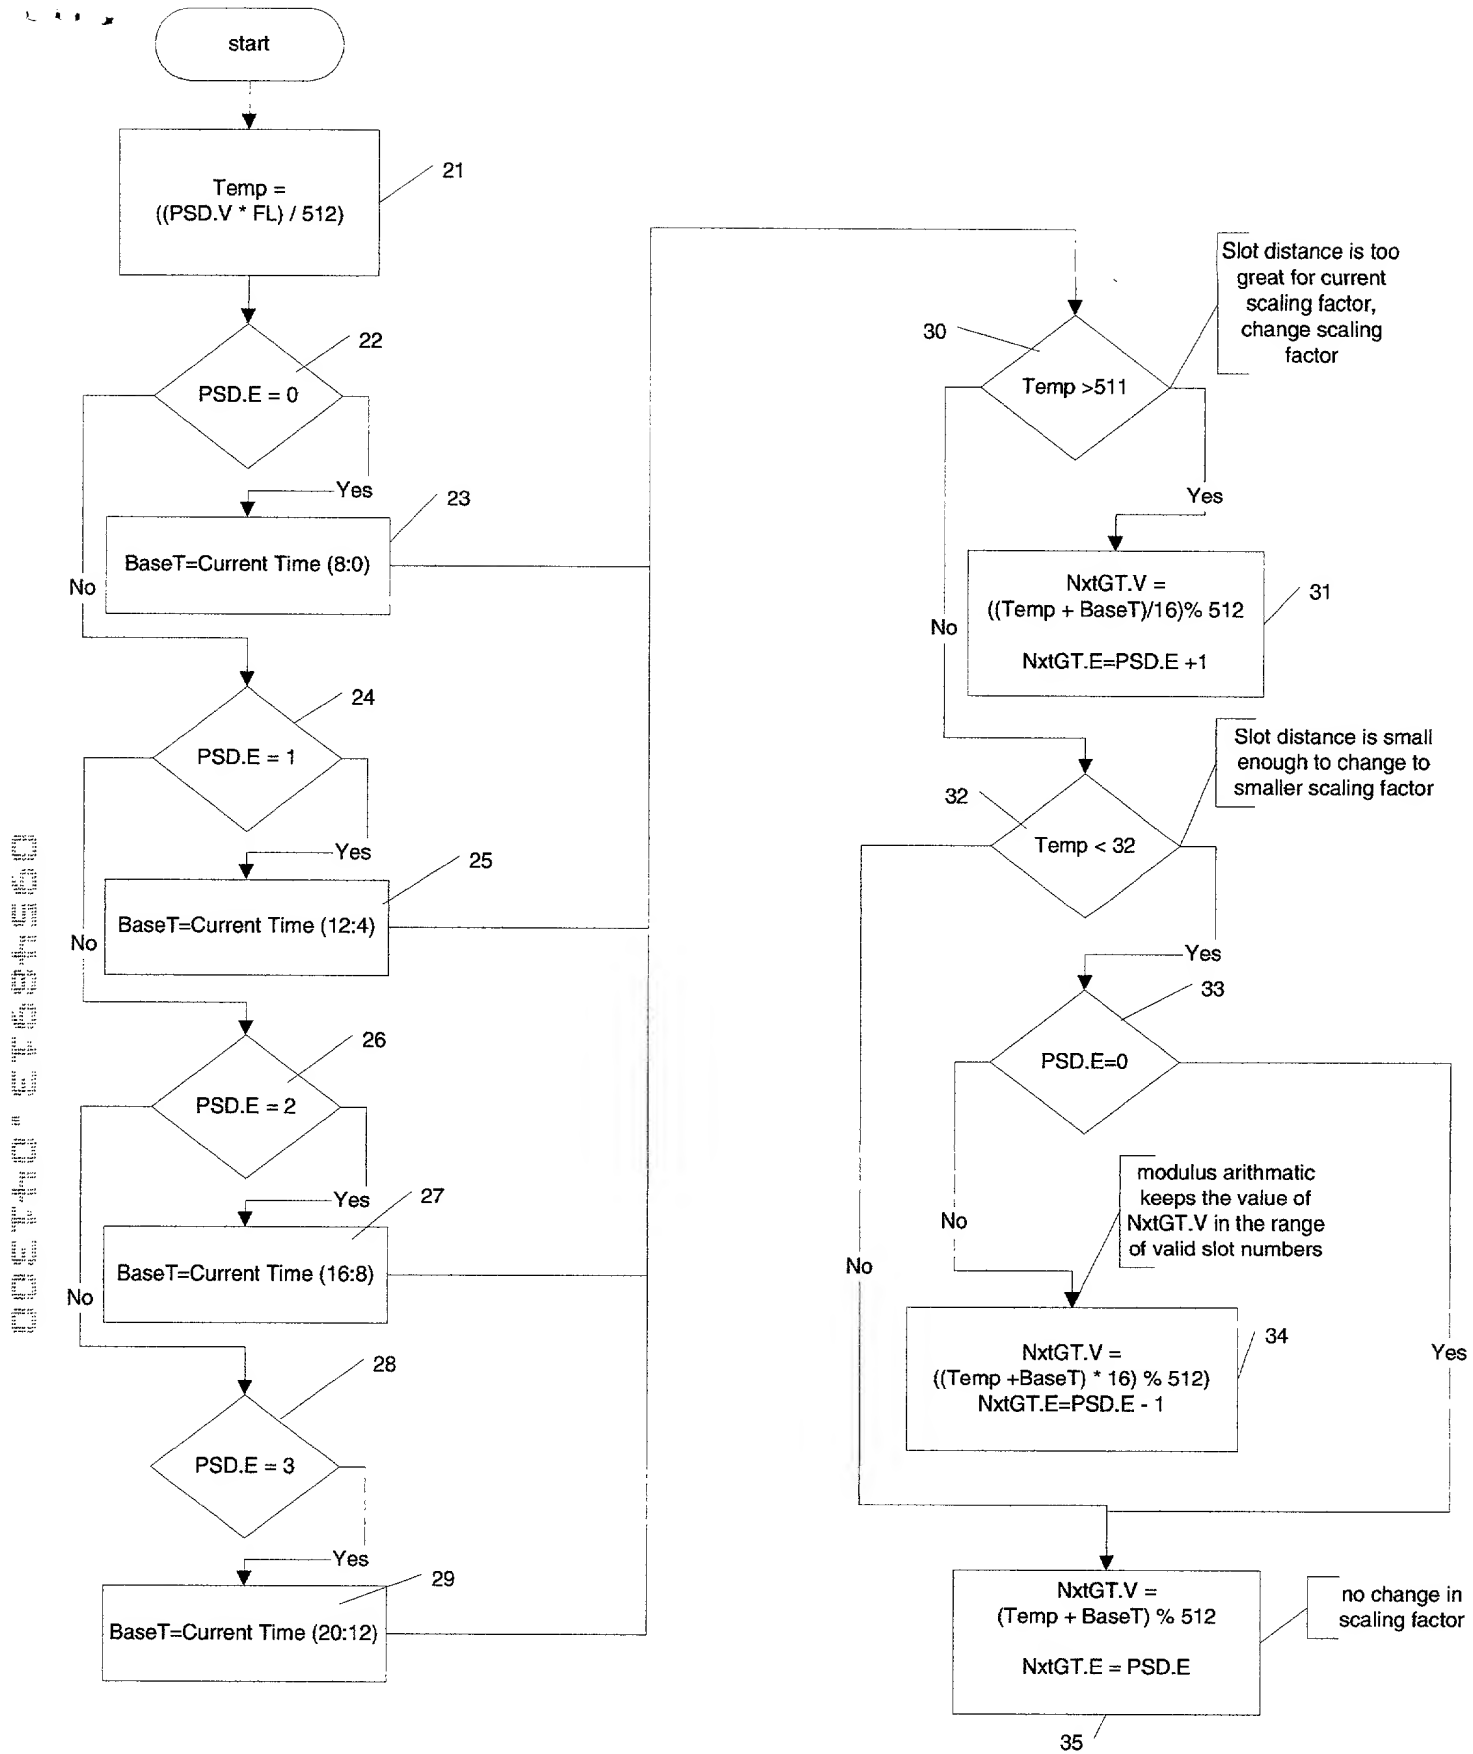 start
21
Temp =
((PSD.V * FL) / 512)
22
PSD.E = 0
Yes
23
BaseT=Current Time (8:0)
No
24
PSD.E = 1
Yes
25
BaseT=Current Time (12:4)
No
26
PSD.E = 2
Yes
27
BaseT=Current Time (16:8)
No
28
PSD.E = 3
Yes
29
BaseT=Current Time (20:12)
Slot distance is too
great for current
scaling factor,
change scaling
factor
30
Temp >511
Yes
31
NxtGT.V =
((Temp + BaseT)/16)% 512
NxtGT.E=PSD.E +1
No
Slot distance is small
enough to change to
smaller scaling factor
32
Temp < 32
Yes
33
PSD.E=0
modulus arithmatic
keeps the value of
NxtGT.V in the range
of valid slot numbers
No
No
34
NxtGT.V =
((Temp +BaseT) * 16) % 512)
NxtGT.E=PSD.E - 1
Yes
NxtGT.V =
(Temp + BaseT) % 512
NxtGT.E = PSD.E
no change in
scaling factor
35